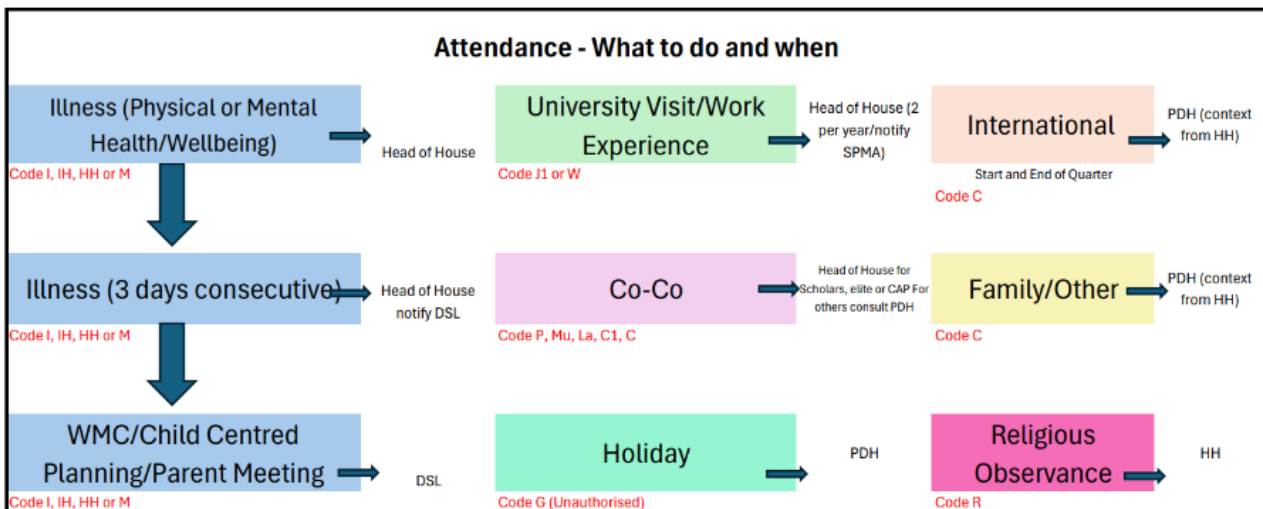 Attendance - What to do and when
Illness (Physical or Mental
Health/Wellbeing)
Head of House
Code I, IH, HH or M
University Visit/Work
Experience
Head of House (2
per year/notify
SPMA)
Code J1 or W
International
PDH (context
from HH)
Start and End of Quarter
Code C
Illness (3 days consecutive)
Head of House
notify DSL
Code I, IH, HH or M
Co-Co
Head of House for
Scholars, elite or CAP For
others consult PDH
Code P, Mu, La, C1, C
Family/Other
PDH (context
from HH)
Code C
WMC/Child Centred
Planning/Parent Meeting
DSL
Code I, IH, HH or M
Holiday
PDH
Code G (Unauthorised)
Religious
Observance
HH
Code R